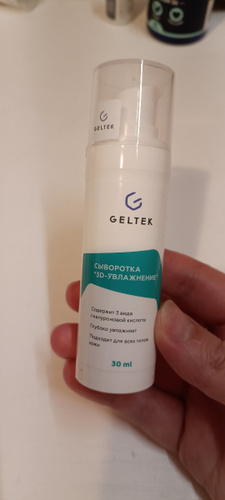 GELTEK
GELTEK
СЫВОРОТКА
"3D-УВЛАЖНЕНИЕ"
Содержит 3 вида
гиалуроновой кислоты
Глубоко увлажняет
Подходит для всех типов
кожи
30 ml